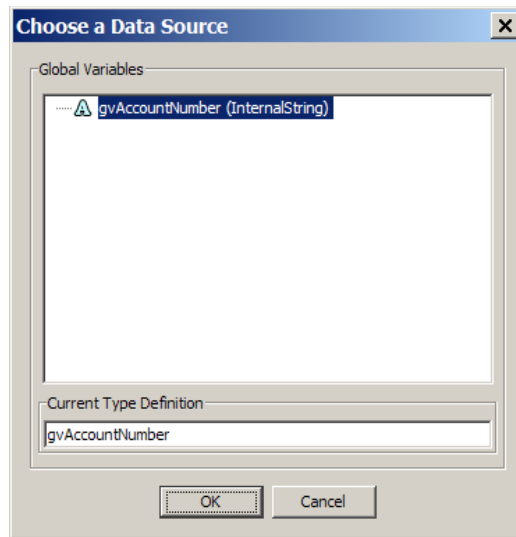 Choose a Data Source
Global Variables
gvAccountNumber (InternalString)
Current Type Definition
gvAccountNumber
OK
Cancel